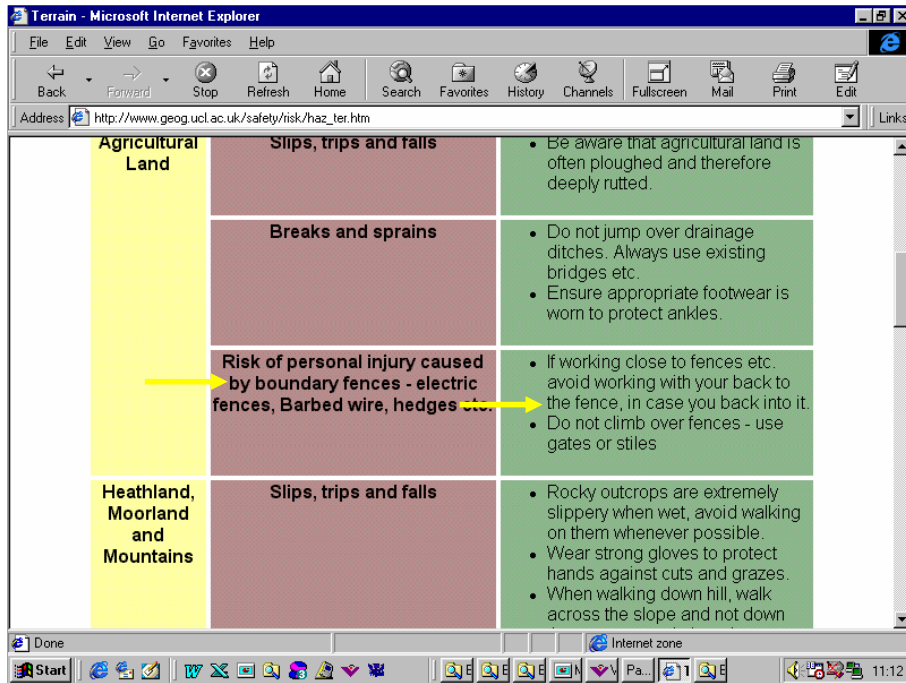 Terrain - Microsoft Internet Explorer
File Edit View Go Favorites Help
Back Forward Stop Refresh Home Search Favorites History Channels Fullscreen Mail Print Edit
Address http://www.geog.ucl.ac.uk/safety/risk/haz_ter.htm Links
Agricultural
Land
Slips, trips and falls
• Be aware that agricultural land is
often ploughed and therefore
deeply rutted.
Breaks and sprains
• Do not jump over drainage
ditches. Always use existing
bridges etc.
• Ensure appropriate footwear is
worn to protect ankles.
Risk of personal injury caused
by boundary fences - electric
fences, Barbed wire, hedges etc.
• If working close to fences etc.
avoid working with your back to
the fence, in case you back into it.
• Do not climb over fences - use
gates or stiles
Heathland,
Moorland
and
Mountains
Slips, trips and falls
• Rocky outcrops are extremely
slippery when wet, avoid walking
on them whenever possible.
• Wear strong gloves to protect
hands against cuts and grazes.
• When walking down hill, walk
across the slope and not down
Done Internet zone
Start Pa... 11:12